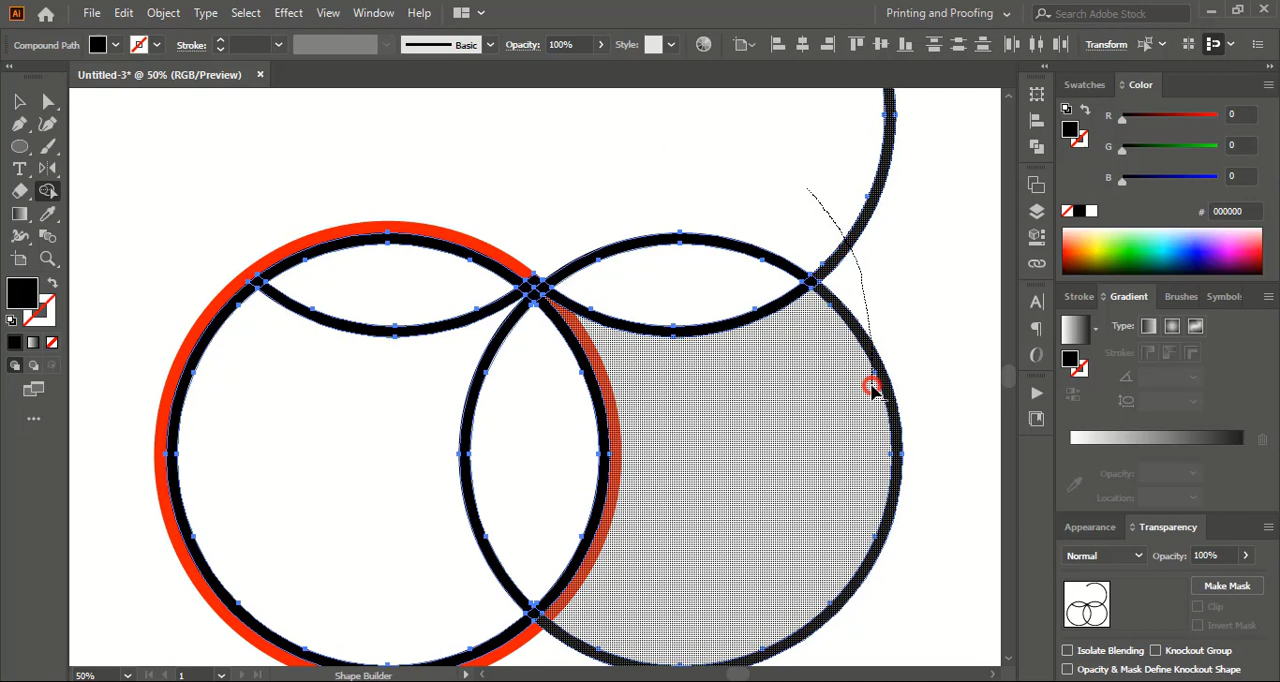 Ai File Edit Object Type Select Effect View Window Help Printing and Proofing Search Adobe Stock
Compound Path Stroke: Basic Opacity: 100% Style: Transform
Untitled-3* @ 50% (RGB/Preview)
Swatches Color
R 0
G 0
B 0
# 000000
Stroke Gradient Brushes Symbol:
Type:
Stroke:
Opacity:
Location:
Appearance Transparency
Normal Opacity: 100%
Make Mask
Clip
Invert Mask
Isolate Blending Knockout Group
Opacity & Mask Define Knockout Shape
50% 1 Shape Builder